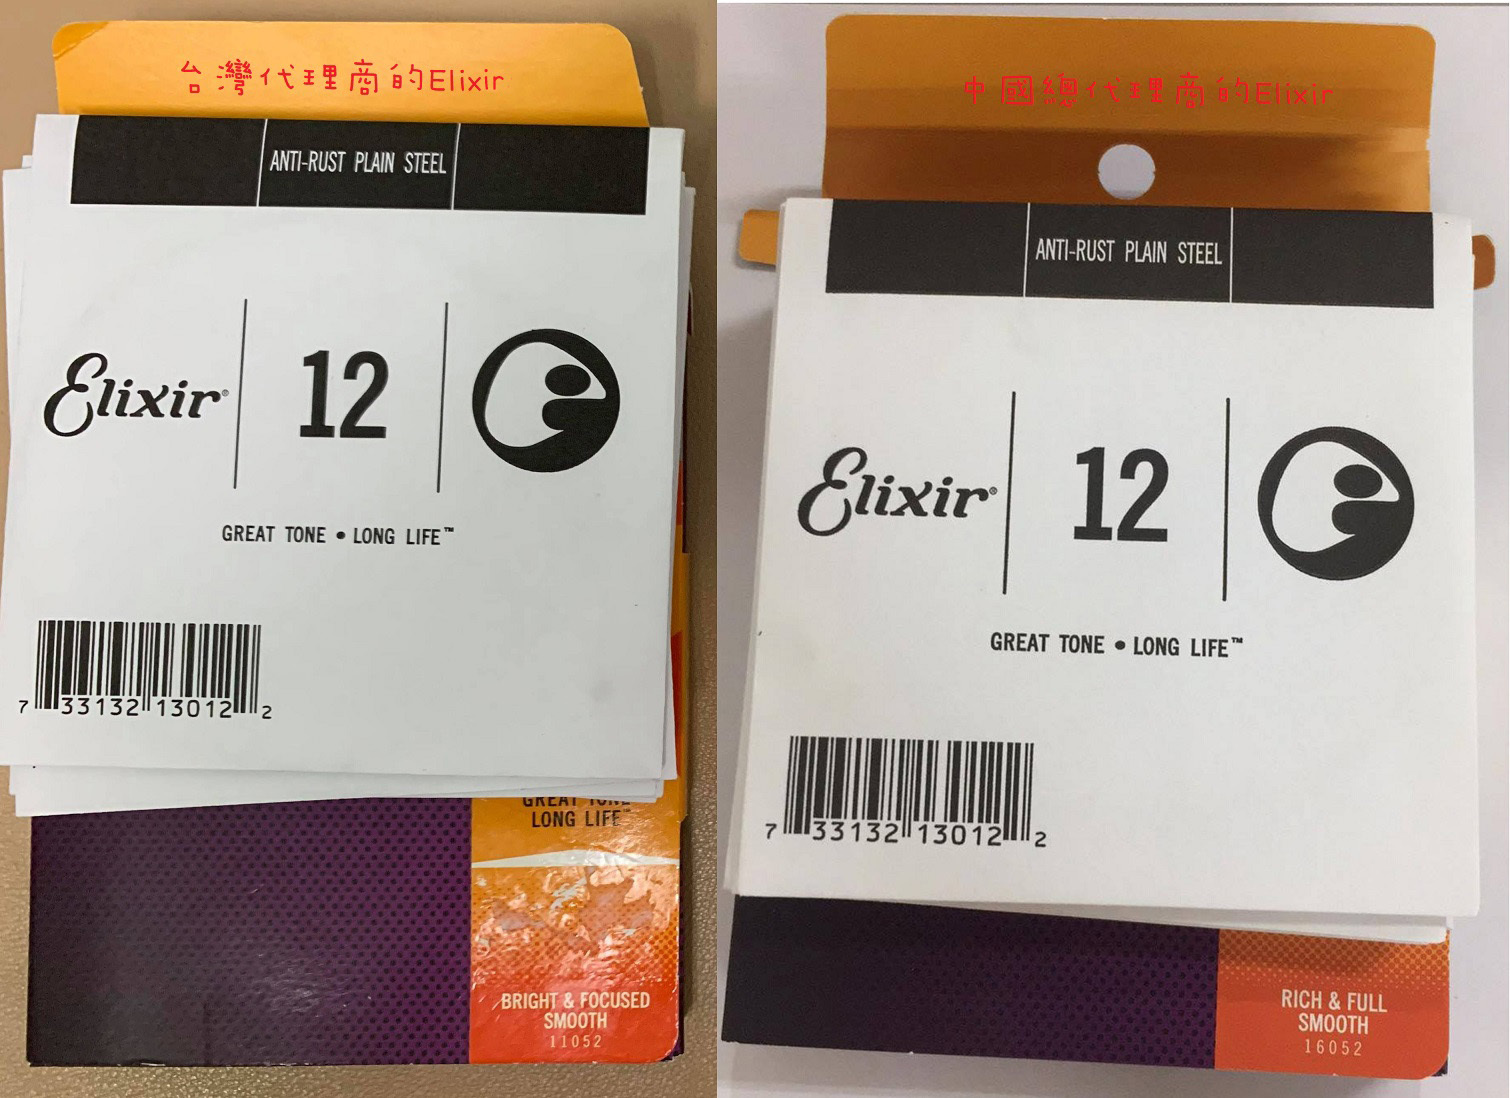 台灣代理商的Elixir
ANTI-RUST PLAIN STEEL
Elixir®
12
GREAT TONE • LONG LIFE™
7 33132 13012 2
GREAT TONE
LONG LIFE™
BRIGHT & FOCUSED
SMOOTH
11052
中國總代理商的Elixir
ANTI-RUST PLAIN STEEL
Elixir®
12
GREAT TONE • LONG LIFE™
7 33132 13012 2
RICH & FULL
SMOOTH
16052